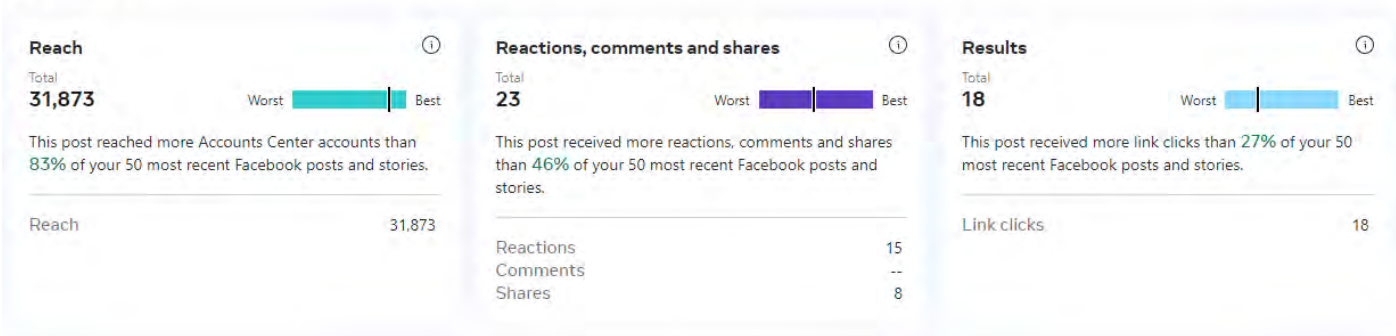 Reach
Total
31,873
Worst
Best
This post reached more Accounts Center accounts than
83% of your 50 most recent Facebook posts and stories.
Reach 31,873
Reactions, comments and shares
Total
23
Worst
Best
This post received more reactions, comments and shares
than 46% of your 50 most recent Facebook posts and
stories.
Reactions 15
Comments --
Shares 8
Results
Total
18
Worst
Best
This post received more link clicks than 27% of your 50
most recent Facebook posts and stories.
Link clicks 18